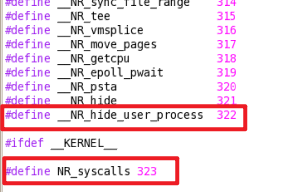 #define __NR_sync_file_range 314
#define __NR_tee 315
#define __NR_vmsplice 316
#define __NR_move_pages 317
#define __NR_getcpu 318
#define __NR_epoll_pwait 319
#define __NR_psta 320
#define __NR_hide 321
#define __NR_hide_user_process 322
#ifdef __KERNEL__
#define NR_syscalls 323